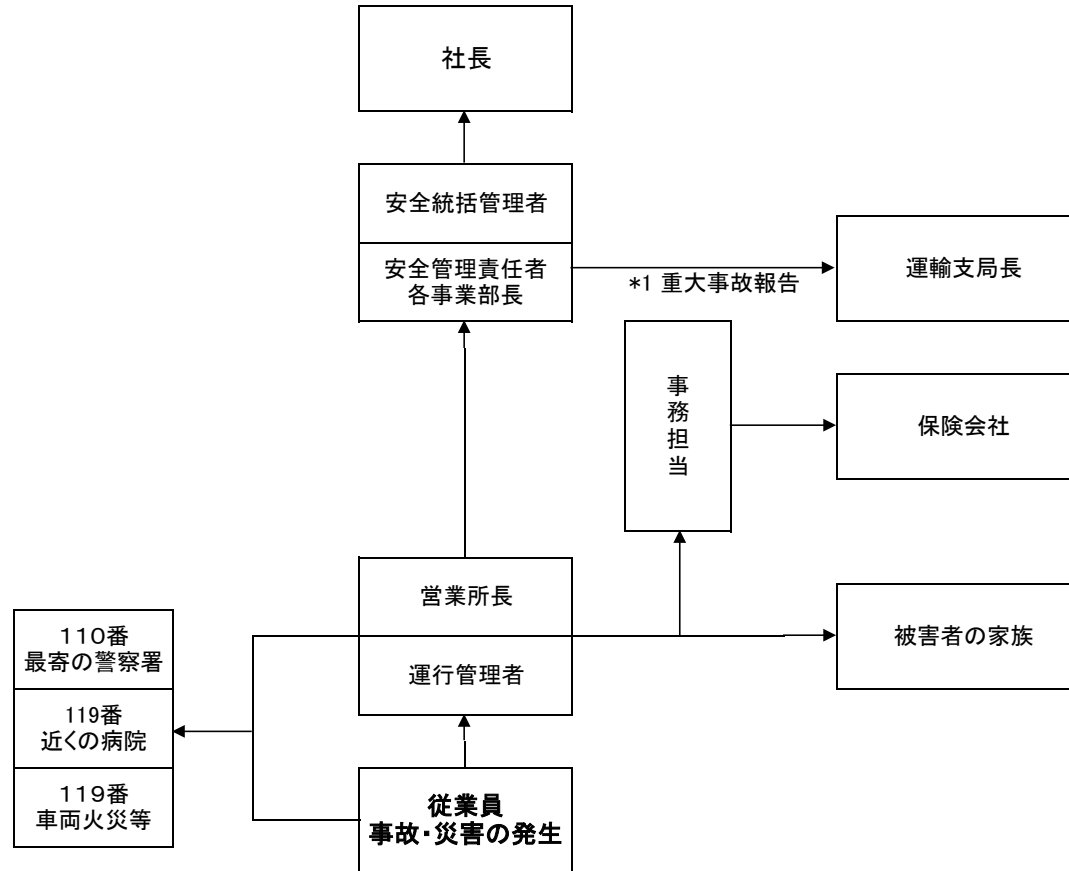 社長
安全統括管理者
安全管理責任者
各事業部長
*1 重大事故報告
運輸支局長
事務担当
保険会社
営業所長
運行管理者
被害者の家族
110番
最寄の警察署
119番
近くの病院
119番
車両火災等
従業員
事故・災害の発生